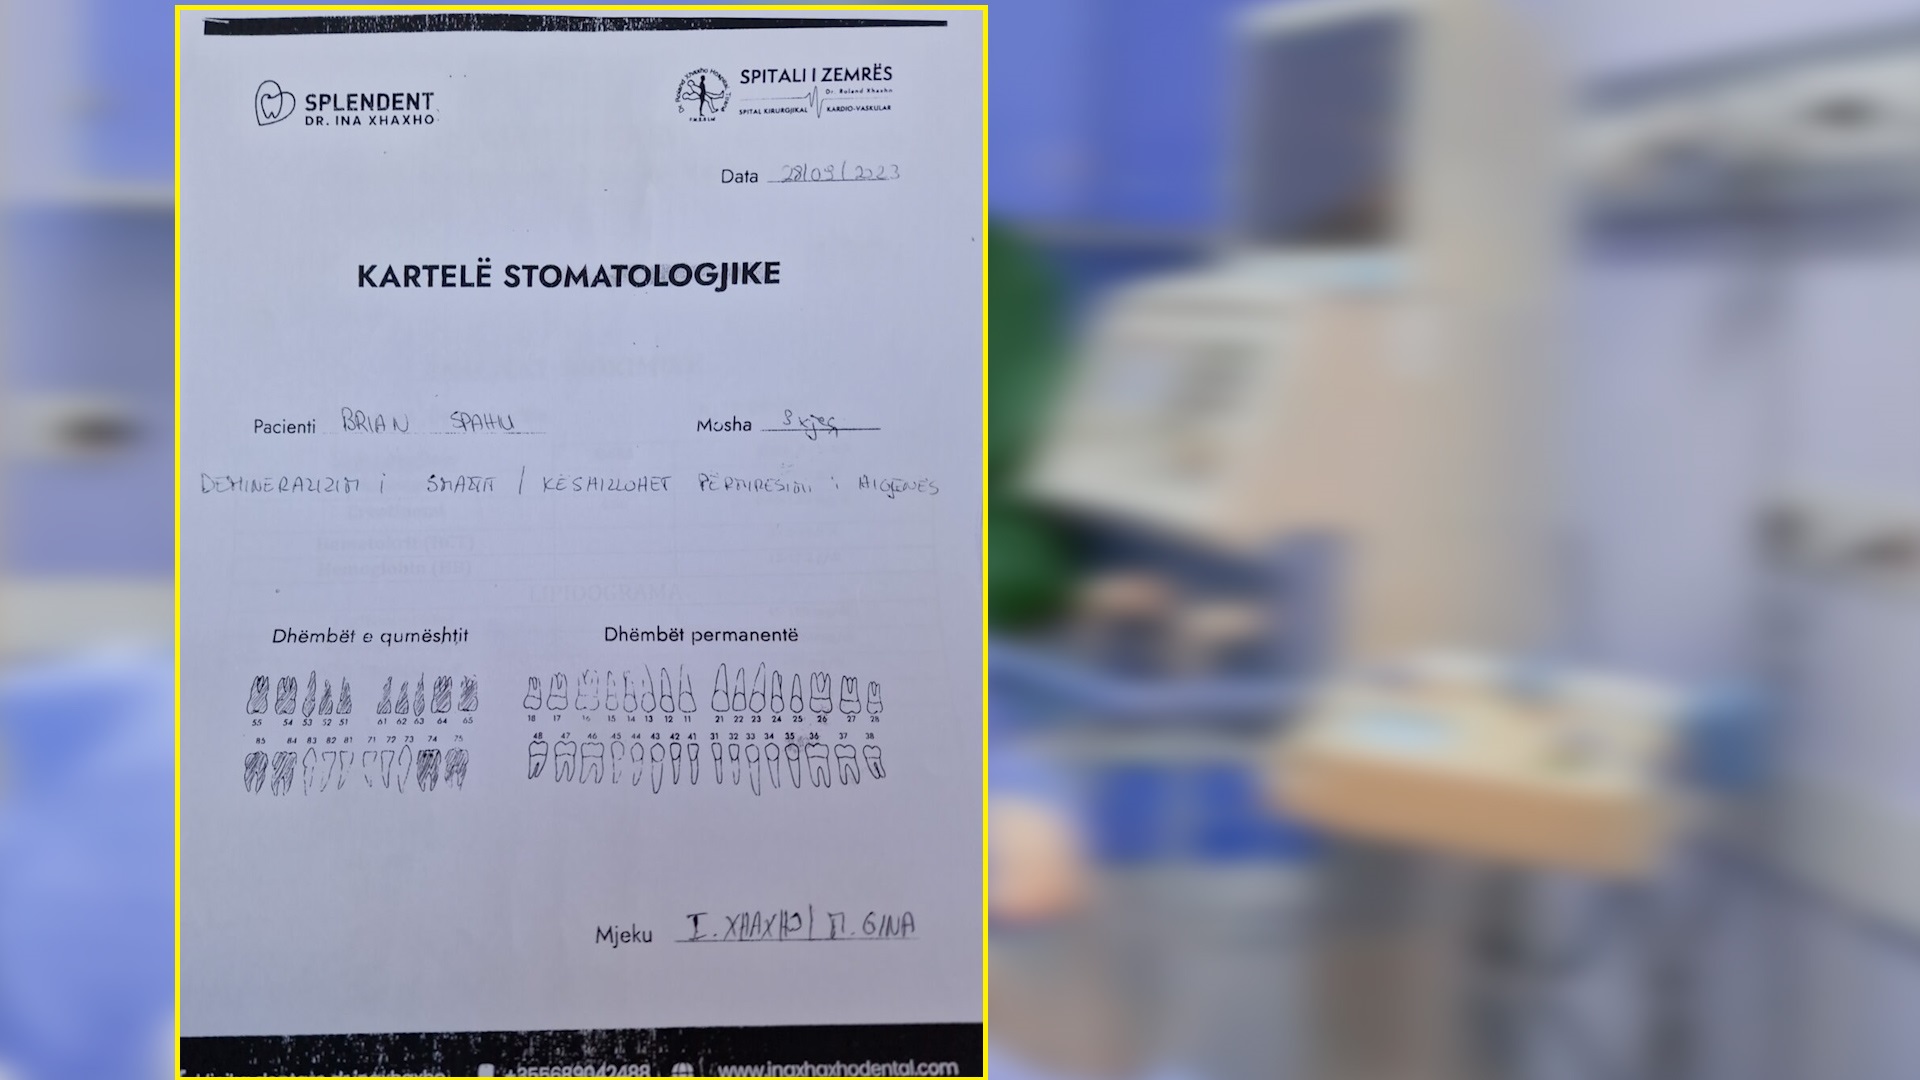 SPLENDENT
DR. INA XHAXHO
SPITALI I ZEMRËS
Dr. Roland Xhaxho
SPITAL KIRURGJIKAL KARDIO-VASKULAR
Data 28/09/2023
KARTELË STOMATOLOGJIKE
Pacienti BRIAN SPAHIU
Mosha vjeç
DEMINERALIZIM i SMALTIT / KËSHILLOHET PËRMIRËSIMI i HIGJENËS
Dhëmbët e qumështit
Dhëmbët permanentë
55 54 53 52 51 61 62 63 64 65
18 17 16 15 14 13 12 11 21 22 23 24 25 26 27 28
85 84 83 82 81 71 72 73 74 75
48 47 46 45 44 43 42 41 31 32 33 34 35 36 37 38
Mjeku I. XHAXHO / M. GINA
+355689042488 www.inaxhaxhodental.com